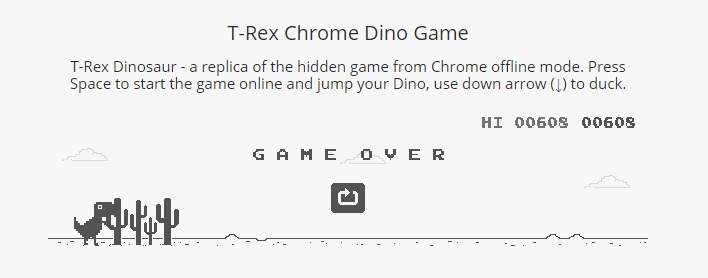 T-Rex Chrome Dino Game
T-Rex Dinosaur - a replica of the hidden game from Chrome offline mode. Press
Space to start the game online and jump your Dino, use down arrow (↓) to duck.
HI 00608 00608
GAME OVER